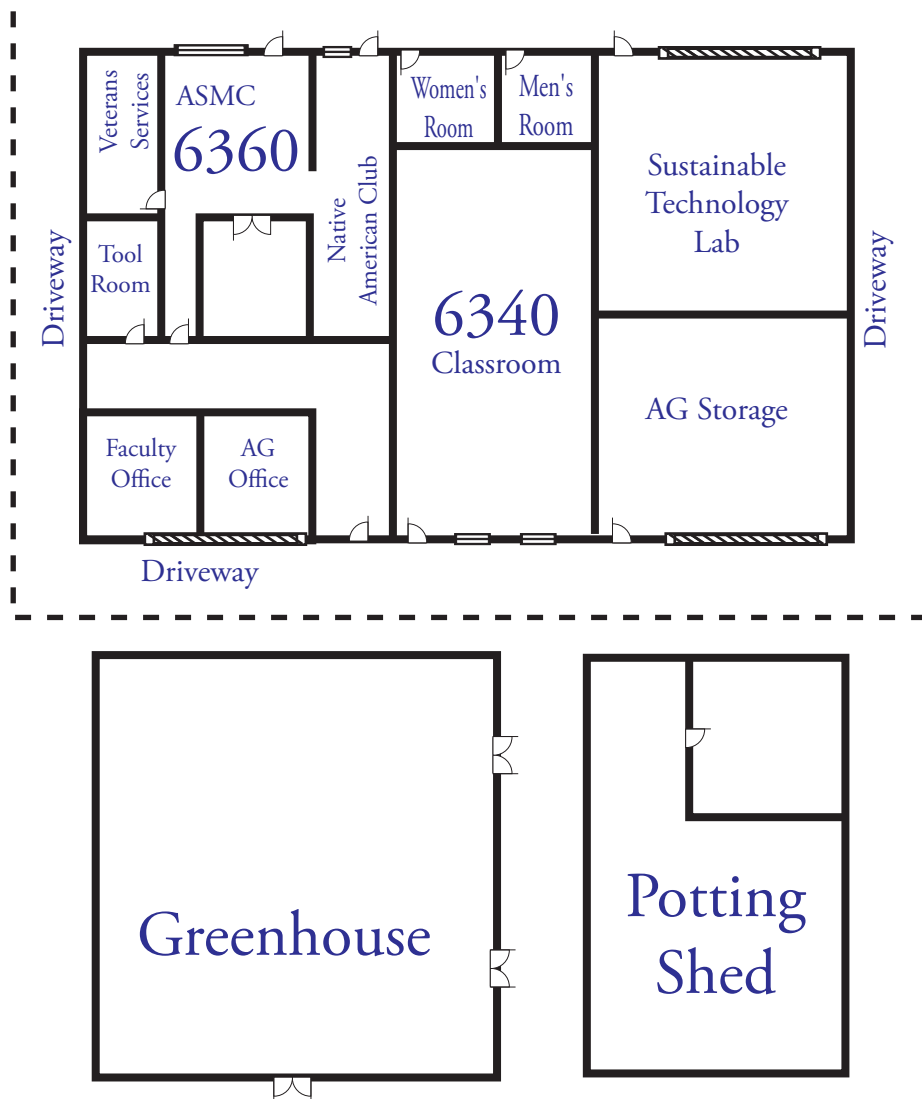 Veterans
Services
ASMC
6360
Women's
Room
Men's
Room
Native
American Club
Sustainable
Technology
Lab
Driveway
Tool
Room
6340
Classroom
Driveway
AG Storage
Faculty
Office
AG
Office
Driveway
Greenhouse
Potting
Shed